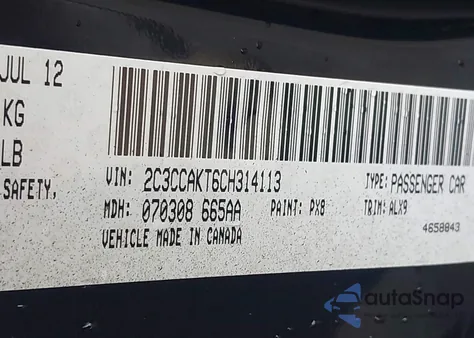 JUL 12
KG
LB
SAFETY,
VIN: 2C3CCAKT6CH314113 TYPE: PASSENGER CAR
MDH: 070308 665AA PAINT: PX8 TRIM: ALX9
VEHICLE MADE IN CANADA 4658843
autoSnap